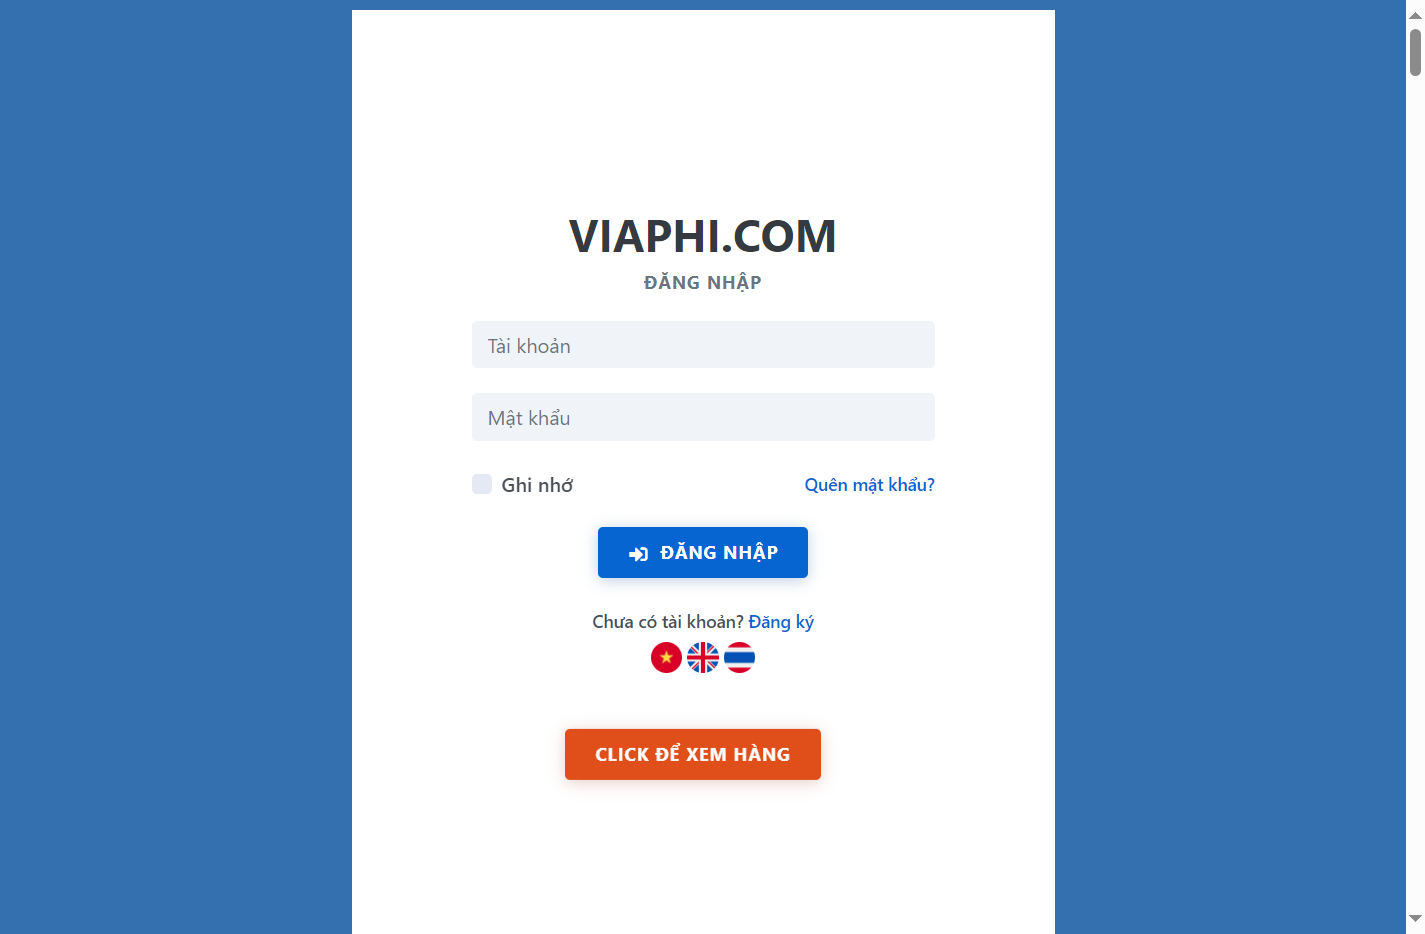 VIAPHI.COM
ĐĂNG NHẬP
Tài khoản
Mật khẩu
Ghi nhớ
Quên mật khẩu?
ĐĂNG NHẬP
Chưa có tài khoản? Đăng ký
CLICK ĐỂ XEM HÀNG